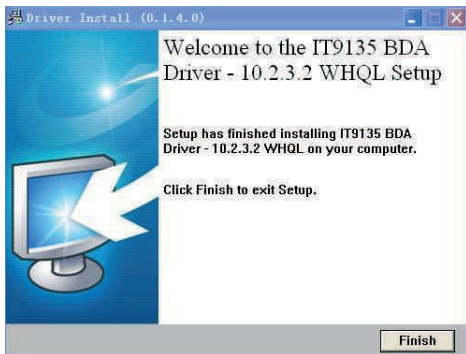 Driver Install (0.1.4.0)
Welcome to the IT9135 BDA
Driver - 10.2.3.2 WHQL Setup
Setup has finished installing IT9135 BDA
Driver - 10.2.3.2 WHQL on your computer.
Click Finish to exit Setup.
Finish